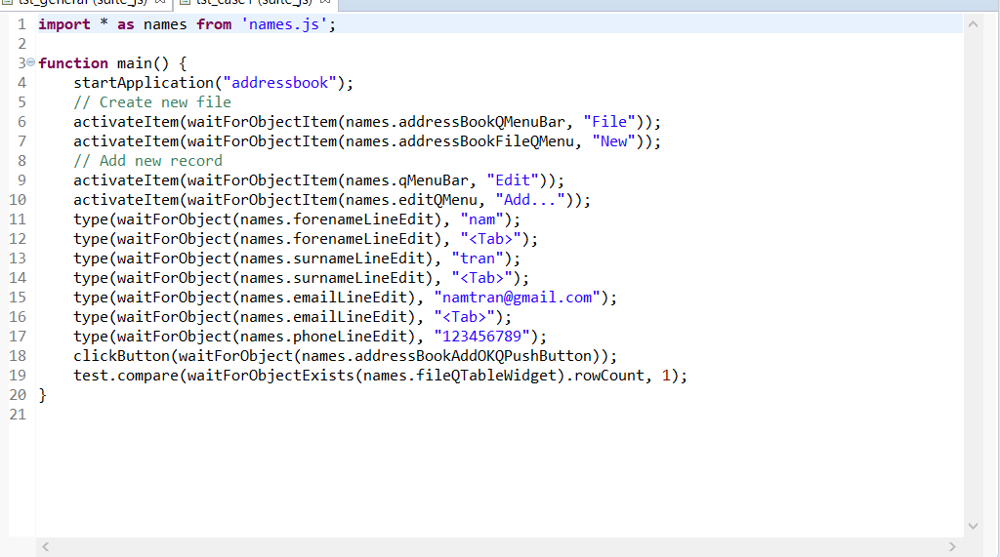 tst_general (suite_js)
tst_case1 (suite_js)
1 import * as names from 'names.js';
2
3 function main() {
4     startApplication("addressbook");
5     // Create new file
6     activateItem(waitForObjectItem(names.addressBookQMenuBar, "File"));
7     activateItem(waitForObjectItem(names.addressBookFileQMenu, "New"));
8     // Add new record
9     activateItem(waitForObjectItem(names.qMenuBar, "Edit"));
10     activateItem(waitForObjectItem(names.editQMenu, "Add..."));
11     type(waitForObject(names.forenameLineEdit), "nam");
12     type(waitForObject(names.forenameLineEdit), "<Tab>");
13     type(waitForObject(names.surnameLineEdit), "tran");
14     type(waitForObject(names.surnameLineEdit), "<Tab>");
15     type(waitForObject(names.emailLineEdit), "namtran@gmail.com");
16     type(waitForObject(names.emailLineEdit), "<Tab>");
17     type(waitForObject(names.phoneLineEdit), "123456789");
18     clickButton(waitForObject(names.addressBookAddOKQPushButton));
19     test.compare(waitForObjectExists(names.fileQTableWidget).rowCount, 1);
20 }
21